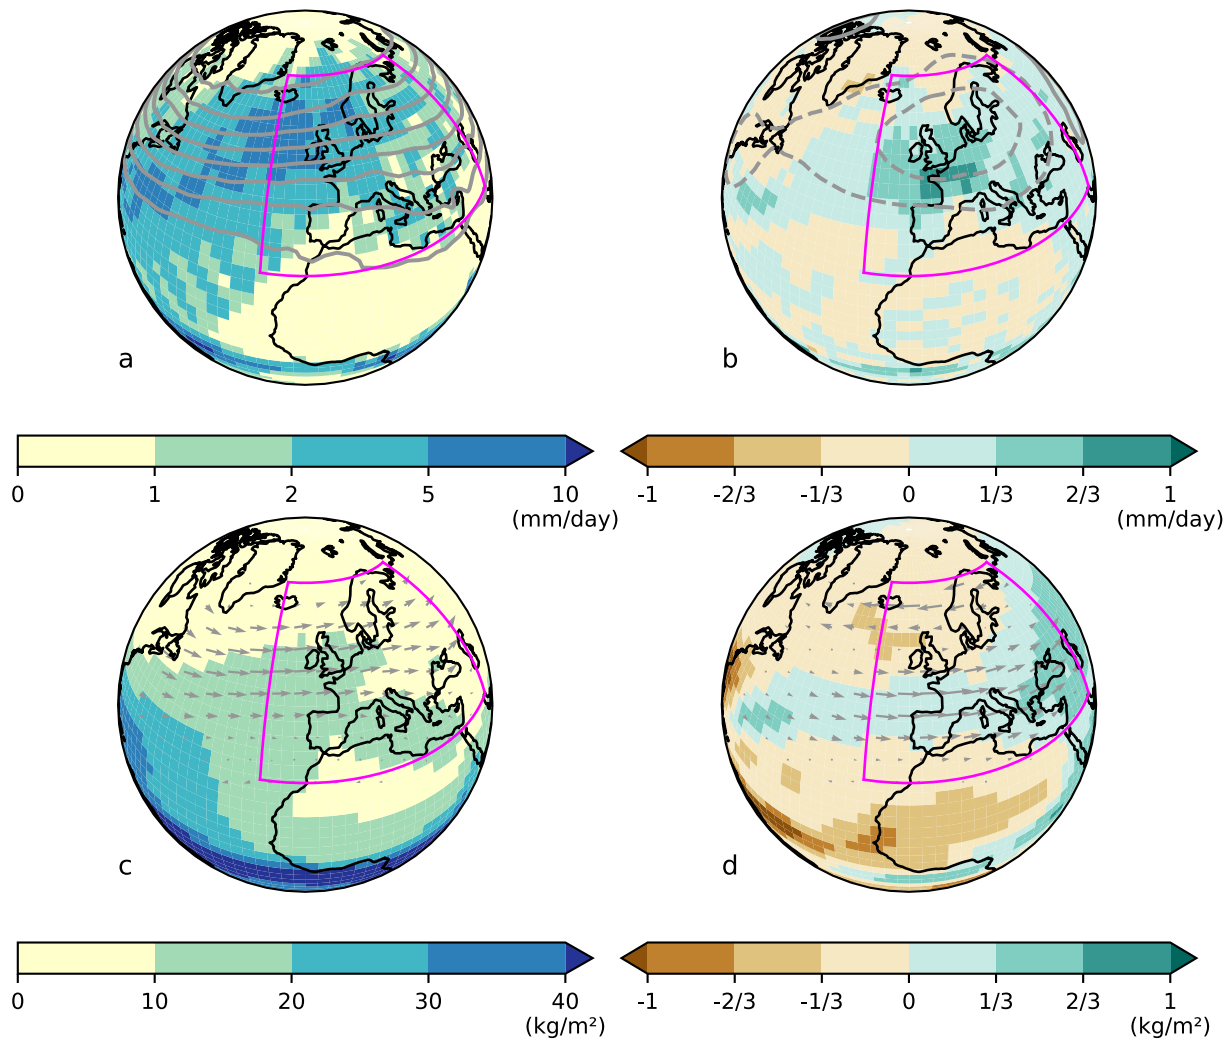 a
b
0 1 2 5 10
(mm/day)
-1 -2/3 -1/3 0 1/3 2/3 1
(mm/day)
c
d
0 10 20 30 40
(kg/m²)
-1 -2/3 -1/3 0 1/3 2/3 1
(kg/m²)